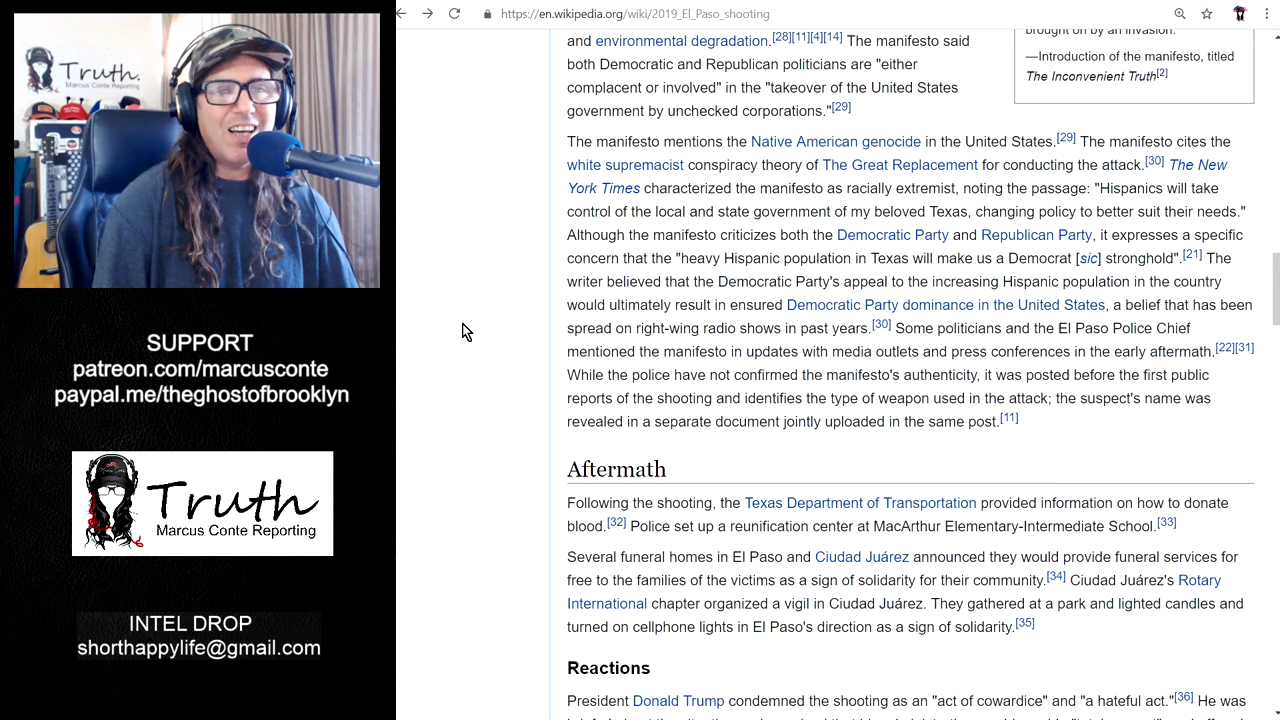 Truth.
Marcus Conte Reporting
SUPPORT
patreon.com/marcusconte
paypal.me/theghostofbrooklyn
Truth
Marcus Conte Reporting
INTEL DROP
shorthappylife@gmail.com
https://en.wikipedia.org/wiki/2019_El_Paso_shooting
brought on by an invasion.
—Introduction of the manifesto, titled
The Inconvenient Truth[2]
and environmental degradation.[28][11][4][14] The manifesto said
both Democratic and Republican politicians are "either
complacent or involved" in the "takeover of the United States
government by unchecked corporations."[29]
The manifesto mentions the Native American genocide in the United States.[29] The manifesto cites the
white supremacist conspiracy theory of The Great Replacement for conducting the attack.[30] The New
York Times characterized the manifesto as racially extremist, noting the passage: "Hispanics will take
control of the local and state government of my beloved Texas, changing policy to better suit their needs."
Although the manifesto criticizes both the Democratic Party and Republican Party, it expresses a specific
concern that the "heavy Hispanic population in Texas will make us a Democrat [sic] stronghold".[21] The
writer believed that the Democratic Party's appeal to the increasing Hispanic population in the country
would ultimately result in ensured Democratic Party dominance in the United States, a belief that has been
spread on right-wing radio shows in past years.[30] Some politicians and the El Paso Police Chief
mentioned the manifesto in updates with media outlets and press conferences in the early aftermath.[22][31]
While the police have not confirmed the manifesto's authenticity, it was posted before the first public
reports of the shooting and identifies the type of weapon used in the attack; the suspect's name was
revealed in a separate document jointly uploaded in the same post.[11]
Aftermath
Following the shooting, the Texas Department of Transportation provided information on how to donate
blood.[32] Police set up a reunification center at MacArthur Elementary-Intermediate School.[33]
Several funeral homes in El Paso and Ciudad Juárez announced they would provide funeral services for
free to the families of the victims as a sign of solidarity for their community.[34] Ciudad Juárez's Rotary
International chapter organized a vigil in Ciudad Juárez. They gathered at a park and lighted candles and
turned on cellphone lights in El Paso's direction as a sign of solidarity.[35]
Reactions
President Donald Trump condemned the shooting as an "act of cowardice" and "a hateful act."[36] He was